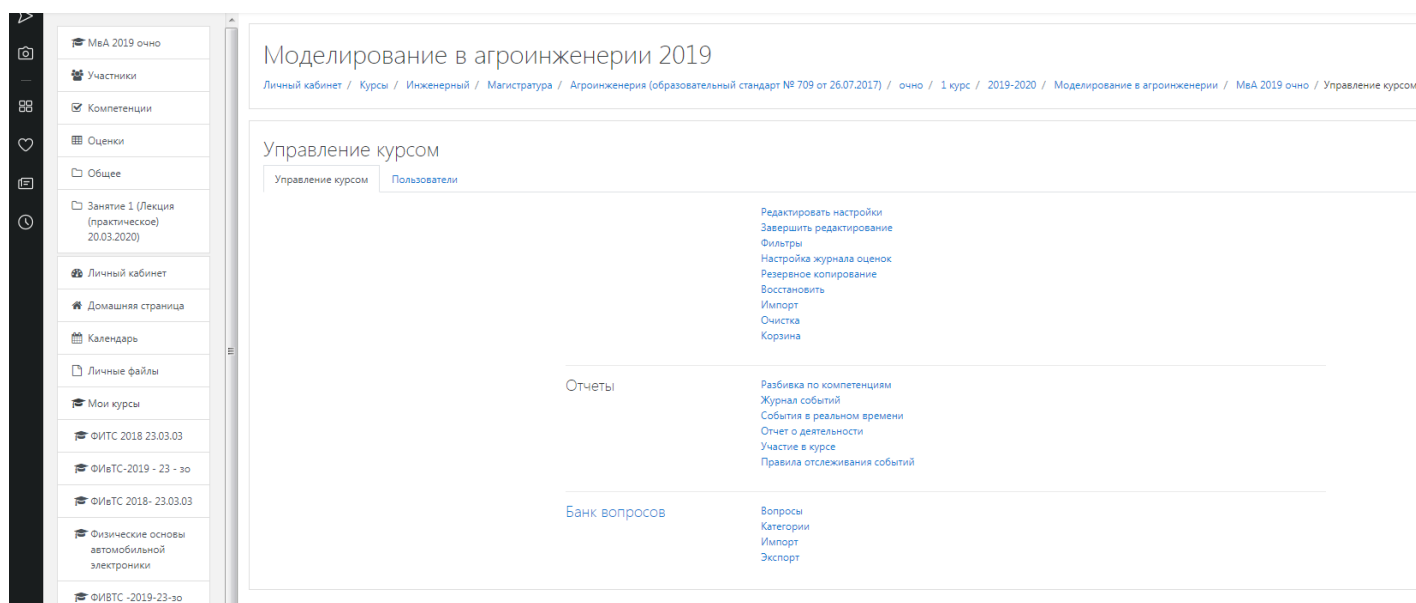 МвА 2019 очно
Участники
Компетенции
Оценки
Общее
Занятие 1 (Лекция
(практическое)
20.03.2020)
Личный кабинет
Домашняя страница
Календарь
Личные файлы
Мои курсы
ФИТС 2018 23.03.03
ФИвТС-2019 - 23 - зо
ФИвТС 2018- 23.03.03
Физические основы
автомобильной
электроники
ФИВТС -2019-23-зо
Моделирование в агроинженерии 2019
Личный кабинет / Курсы / Инженерный / Магистратура / Агроинженерия (образовательный стандарт № 709 от 26.07.2017) / очно / 1 курс / 2019-2020 / Моделирование в агроинженерии / МвА 2019 очно / Управление курсом
Управление курсом
Управление курсом Пользователи
Редактировать настройки
Завершить редактирование
Фильтры
Настройка журнала оценок
Резервное копирование
Восстановить
Импорт
Очистка
Корзина
Отчеты
Разбивка по компетенциям
Журнал событий
События в реальном времени
Отчет о деятельности
Участие в курсе
Правила отслеживания событий
Банк вопросов
Вопросы
Категории
Импорт
Экспорт